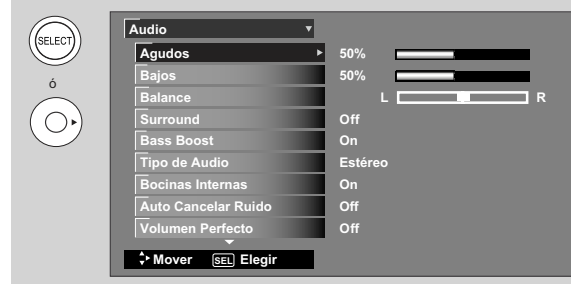 SELECT
ó
Audio
Agudos 50%
Bajos 50%
Balance L R
Surround Off
Bass Boost On
Tipo de Audio Estéreo
Bocinas Internas On
Auto Cancelar Ruido Off
Volumen Perfecto Off
Mover SEL Elegir